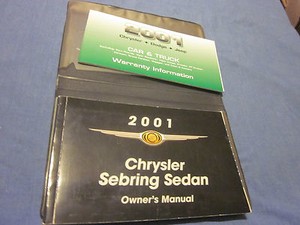 2001
Chrysler • Dodge • Jeep
CAR & TRUCK
Warranty Information
2001
Chrysler
Sebring Sedan
Owner's Manual